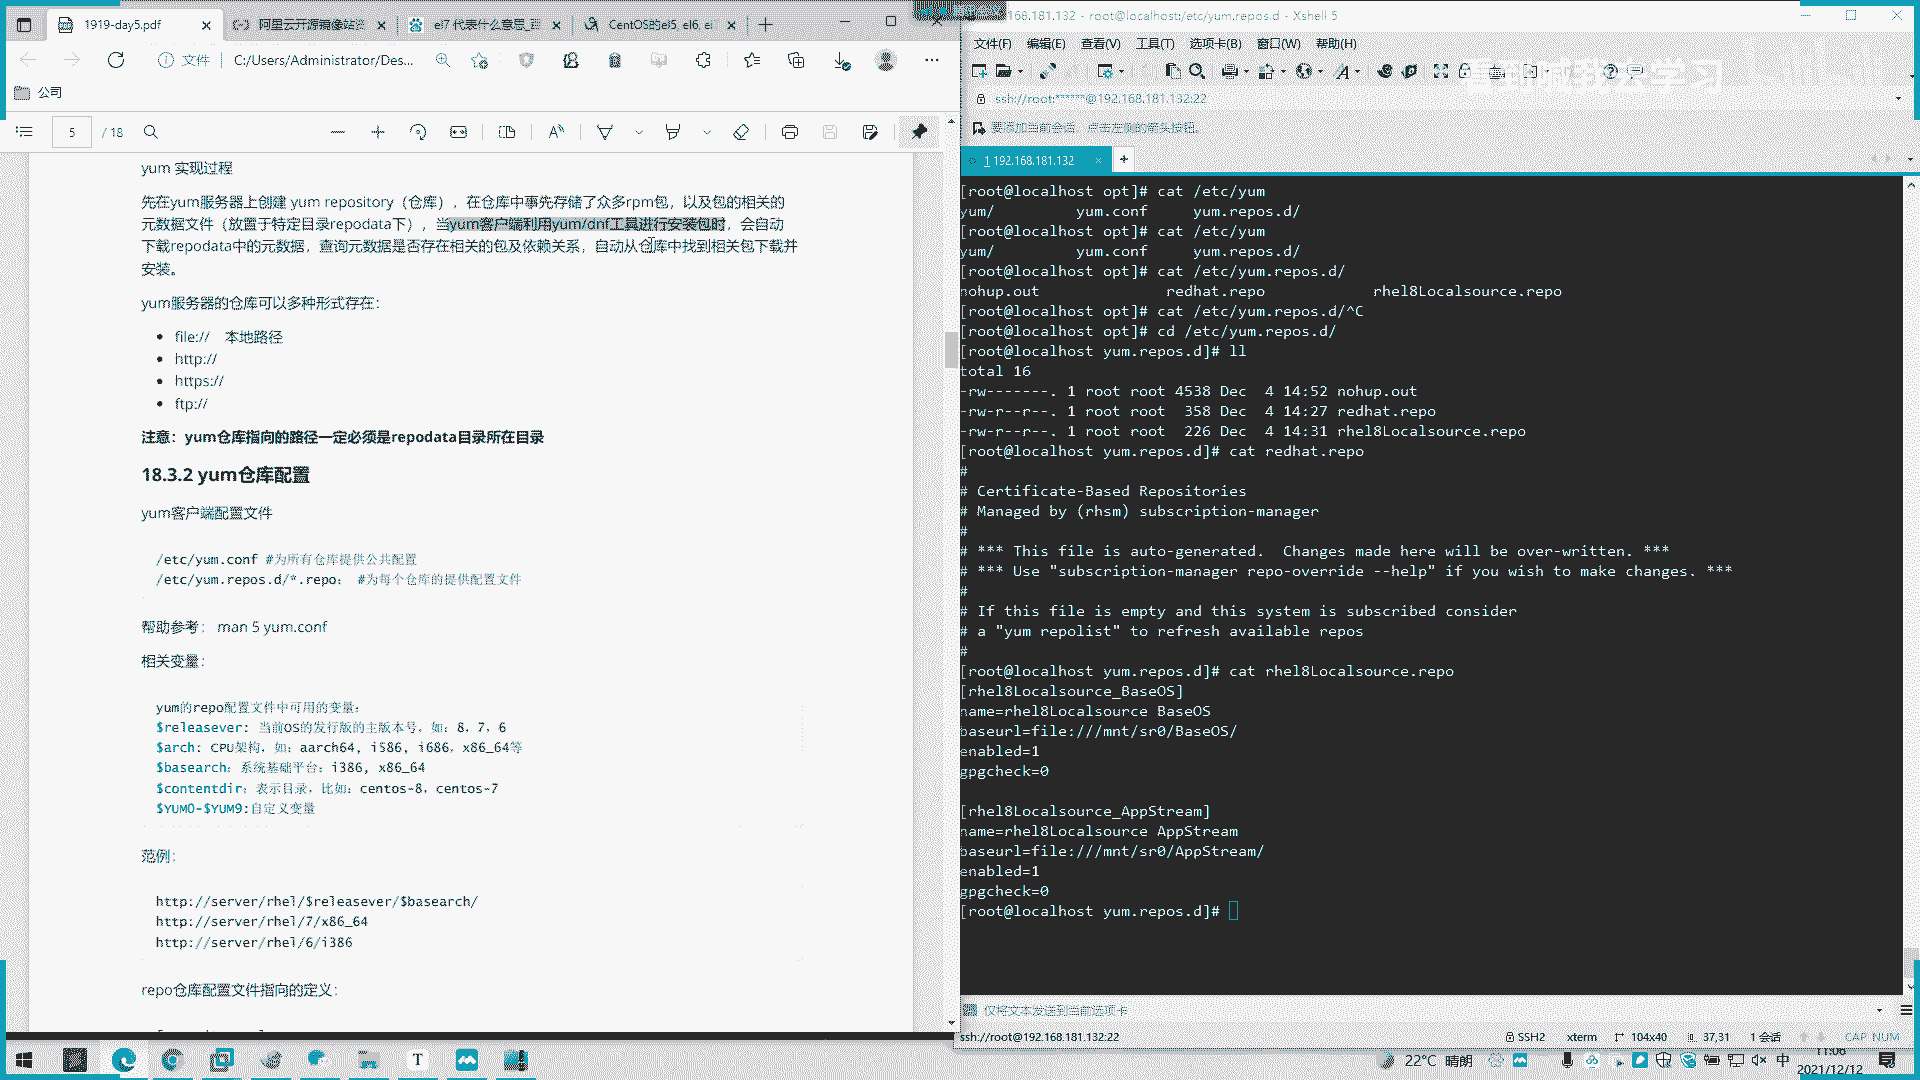 1919-day5.pdf
阿里云开源镜像站资
el7 代表什么意思_百
CentOS的el5, el6, el7
文件
C:/Users/Administrator/Des...
公司
5 / 18
yum 实现过程
先在yum服务器上创建 yum repository（仓库），在仓库中事先存储了众多rpm包，以及包的相关的
元数据文件（放置于特定目录repodata下），当yum客户端利用yum/dnf工具进行安装包时，会自动
下载repodata中的元数据，查询元数据是否存在相关的包及依赖关系，自动从仓库中找到相关包下载并
安装。
yum服务器的仓库可以多种形式存在：
file://    本地路径
http://
https://
ftp://
注意：yum仓库指向的路径一定必须是repodata目录所在目录
18.3.2 yum仓库配置
yum客户端配置文件
/etc/yum.conf #为所有仓库提供公共配置
/etc/yum.repos.d/*.repo： #为每个仓库的提供配置文件
帮助参考： man 5 yum.conf
相关变量：
yum的repo配置文件中可用的变量：
$releasever: 当前OS的发行版的主版本号，如：8，7，6
$arch: CPU架构，如：aarch64, i586, i686，x86_64等
$basearch：系统基础平台：i386, x86_64
$contentdir：表示目录，比如：centos-8，centos-7
$YUM0-$YUM9:自定义变量
范例：
http://server/rhel/$releasever/$basearch/
http://server/rhel/7/x86_64
http://server/rhel/6/i386
repo仓库配置文件指向的定义：
168.181.132 - root@localhost:/etc/yum.repos.d - Xshell 5
文件(F) 编辑(E) 查看(V) 工具(T) 选项卡(B) 窗口(W) 帮助(H)
ssh://root:******@192.168.181.132:22
要添加当前会话，点击左侧的箭头按钮。
1 192.168.181.132
[root@localhost opt]# cat /etc/yum
yum/         yum.conf     yum.repos.d/
[root@localhost opt]# cat /etc/yum
yum/         yum.conf     yum.repos.d/
[root@localhost opt]# cat /etc/yum.repos.d/
nohup.out              redhat.repo            rhel8Localsource.repo
[root@localhost opt]# cat /etc/yum.repos.d/^C
[root@localhost opt]# cd /etc/yum.repos.d/
[root@localhost yum.repos.d]# ll
total 16
-rw-------. 1 root root 4538 Dec  4 14:52 nohup.out
-rw-r--r--. 1 root root  358 Dec  4 14:27 redhat.repo
-rw-r--r--. 1 root root  226 Dec  4 14:31 rhel8Localsource.repo
[root@localhost yum.repos.d]# cat redhat.repo
#
# Certificate-Based Repositories
# Managed by (rhsm) subscription-manager
#
# *** This file is auto-generated.  Changes made here will be over-written. ***
# *** Use "subscription-manager repo-override --help" if you wish to make changes. ***
#
# If this file is empty and this system is subscribed consider
# a "yum repolist" to refresh available repos
#
[root@localhost yum.repos.d]# cat rhel8Localsource.repo
[rhel8Localsource_BaseOS]
name=rhel8Localsource BaseOS
baseurl=file:///mnt/sr0/BaseOS/
enabled=1
gpgcheck=0
[rhel8Localsource_AppStream]
name=rhel8Localsource AppStream
baseurl=file:///mnt/sr0/AppStream/
enabled=1
gpgcheck=0
[root@localhost yum.repos.d]#
仅将文本发送到当前选项卡
ssh://root@192.168.181.132:22
SSH2 xterm 104x40 37,31 1 会话 CAP NUM
22°C 晴朗
中
11:06
2021/12/12